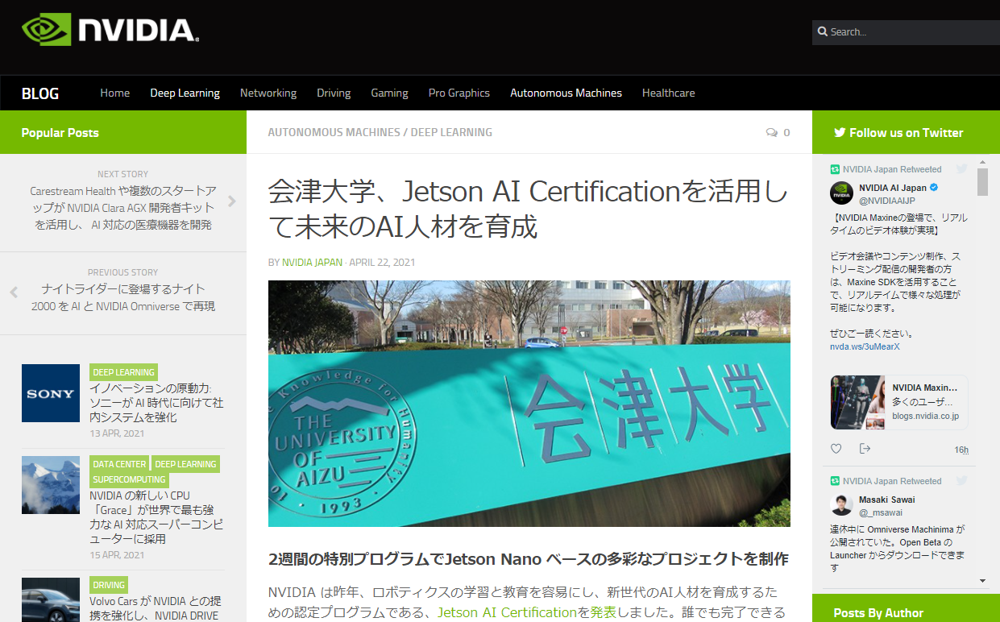 NVIDIA.
Search...
BLOG
Home Deep Learning Networking Driving Gaming Pro Graphics Autonomous Machines Healthcare
Popular Posts
NEXT STORY
Carestream Health や複数のスタートア
ップが NVIDIA Clara AGX 開発者キット
を活用し、 AI 対応の医療機器を開発
PREVIOUS STORY
ナイトライダーに登場するナイト
2000 を AI と NVIDIA Omniverse で再現
SONY
DEEP LEARNING
イノベーションの原動力:
ソニーが AI 時代に向けて社
内システムを強化
13 APR, 2021
DATA CENTER DEEP LEARNING
SUPERCOMPUTING
NVIDIA の新しい CPU
「Grace」が世界で最も強
力な AI 対応スーパーコンピ
ューターに採用
15 APR, 2021
DRIVING
Volvo Cars が NVIDIA との提
携を強化し、NVIDIA DRIVE
AUTONOMOUS MACHINES / DEEP LEARNING
0
会津大学、Jetson AI Certificationを活用し
て未来のAI人材を育成
BY NVIDIA JAPAN · APRIL 22, 2021
to Knowledge for Humanity
THE
UNIVERSITY
OF
AIZU
· 1993 ·
会津大学
2週間の特別プログラムでJetson Nano ベースの多彩なプロジェクトを制作
NVIDIA は昨年、ロボティクスの学習と教育を容易にし、新世代のAI人材を育成するた
めの認定プログラムである、Jetson AI Certificationを発表しました。誰でも完了できる
Follow us on Twitter
NVIDIA Japan Retweeted
NVIDIA AI Japan
@NVIDIAAIJP
【NVIDIA Maxineの登場で、リアル
タイムのビデオ体験が実現】
ビデオ会議やコンテンツ制作、ス
トリーミング配信の開発者の方
は、Maxine SDKを活用すること
で、リアルテイムで様々な処理が
可能になります。
ぜひご一読ください。
nvda.ws/3uMearX
NVIDIA Maxin...
多くのユーザ...
blogs.nvidia.co.jp
16h
NVIDIA Japan Retweeted
Masaki Sawai
@_msawai
連休中に Omniverse Machinima が
公開されていた。Open Beta の
Launcher からダウンロードできま
す
Posts By Author